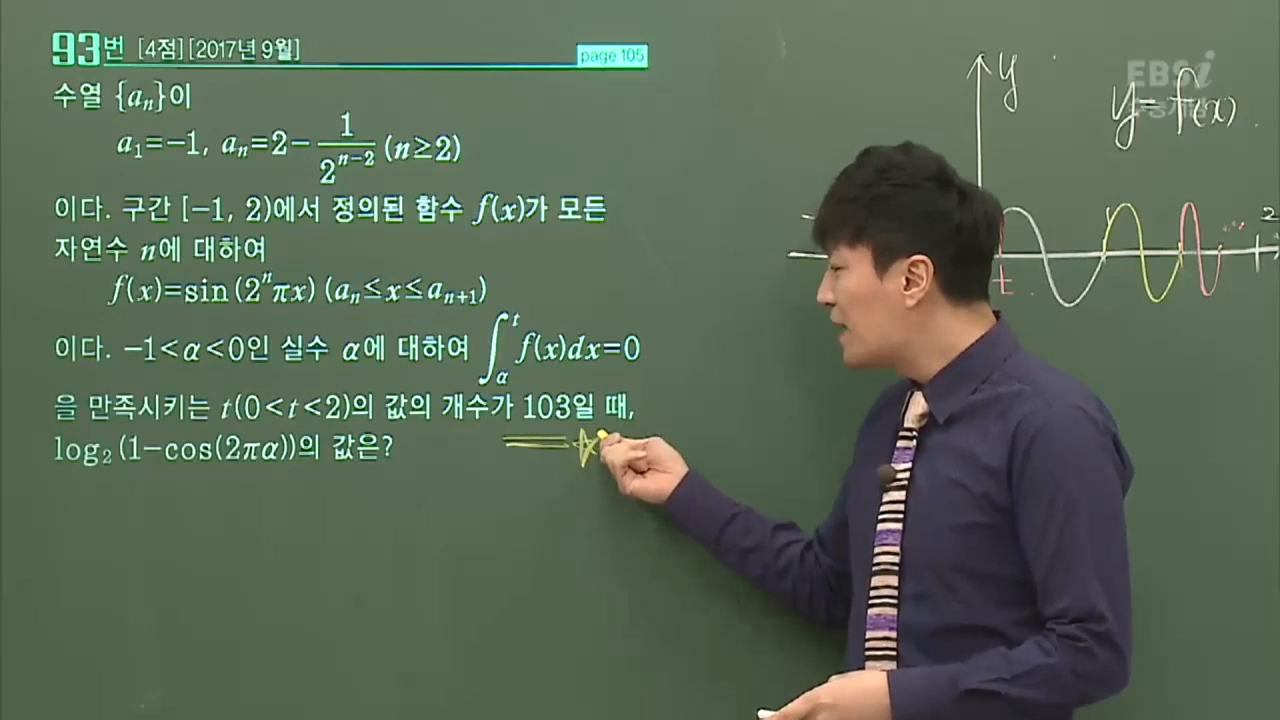 93번 [4점][2017년 9월]
page 105
수열 {aₙ}이
a₁=-1, aₙ=2-1/2ⁿ⁻² (n≥2)
이다. 구간 [-1, 2)에서 정의된 함수 f(x)가 모든
자연수 n에 대하여
f(x)=sin(2ⁿπx) (aₙ≤x≤aₙ₊₁)
이다. -1<α<0인 실수 α에 대하여 ∫_α^t f(x)dx=0
을 만족시키는 t(0<t<2)의 값의 개수가 103일 때,
log₂(1-cos(2πα))의 값은?
y
EBSi
y=f(x)
t
2